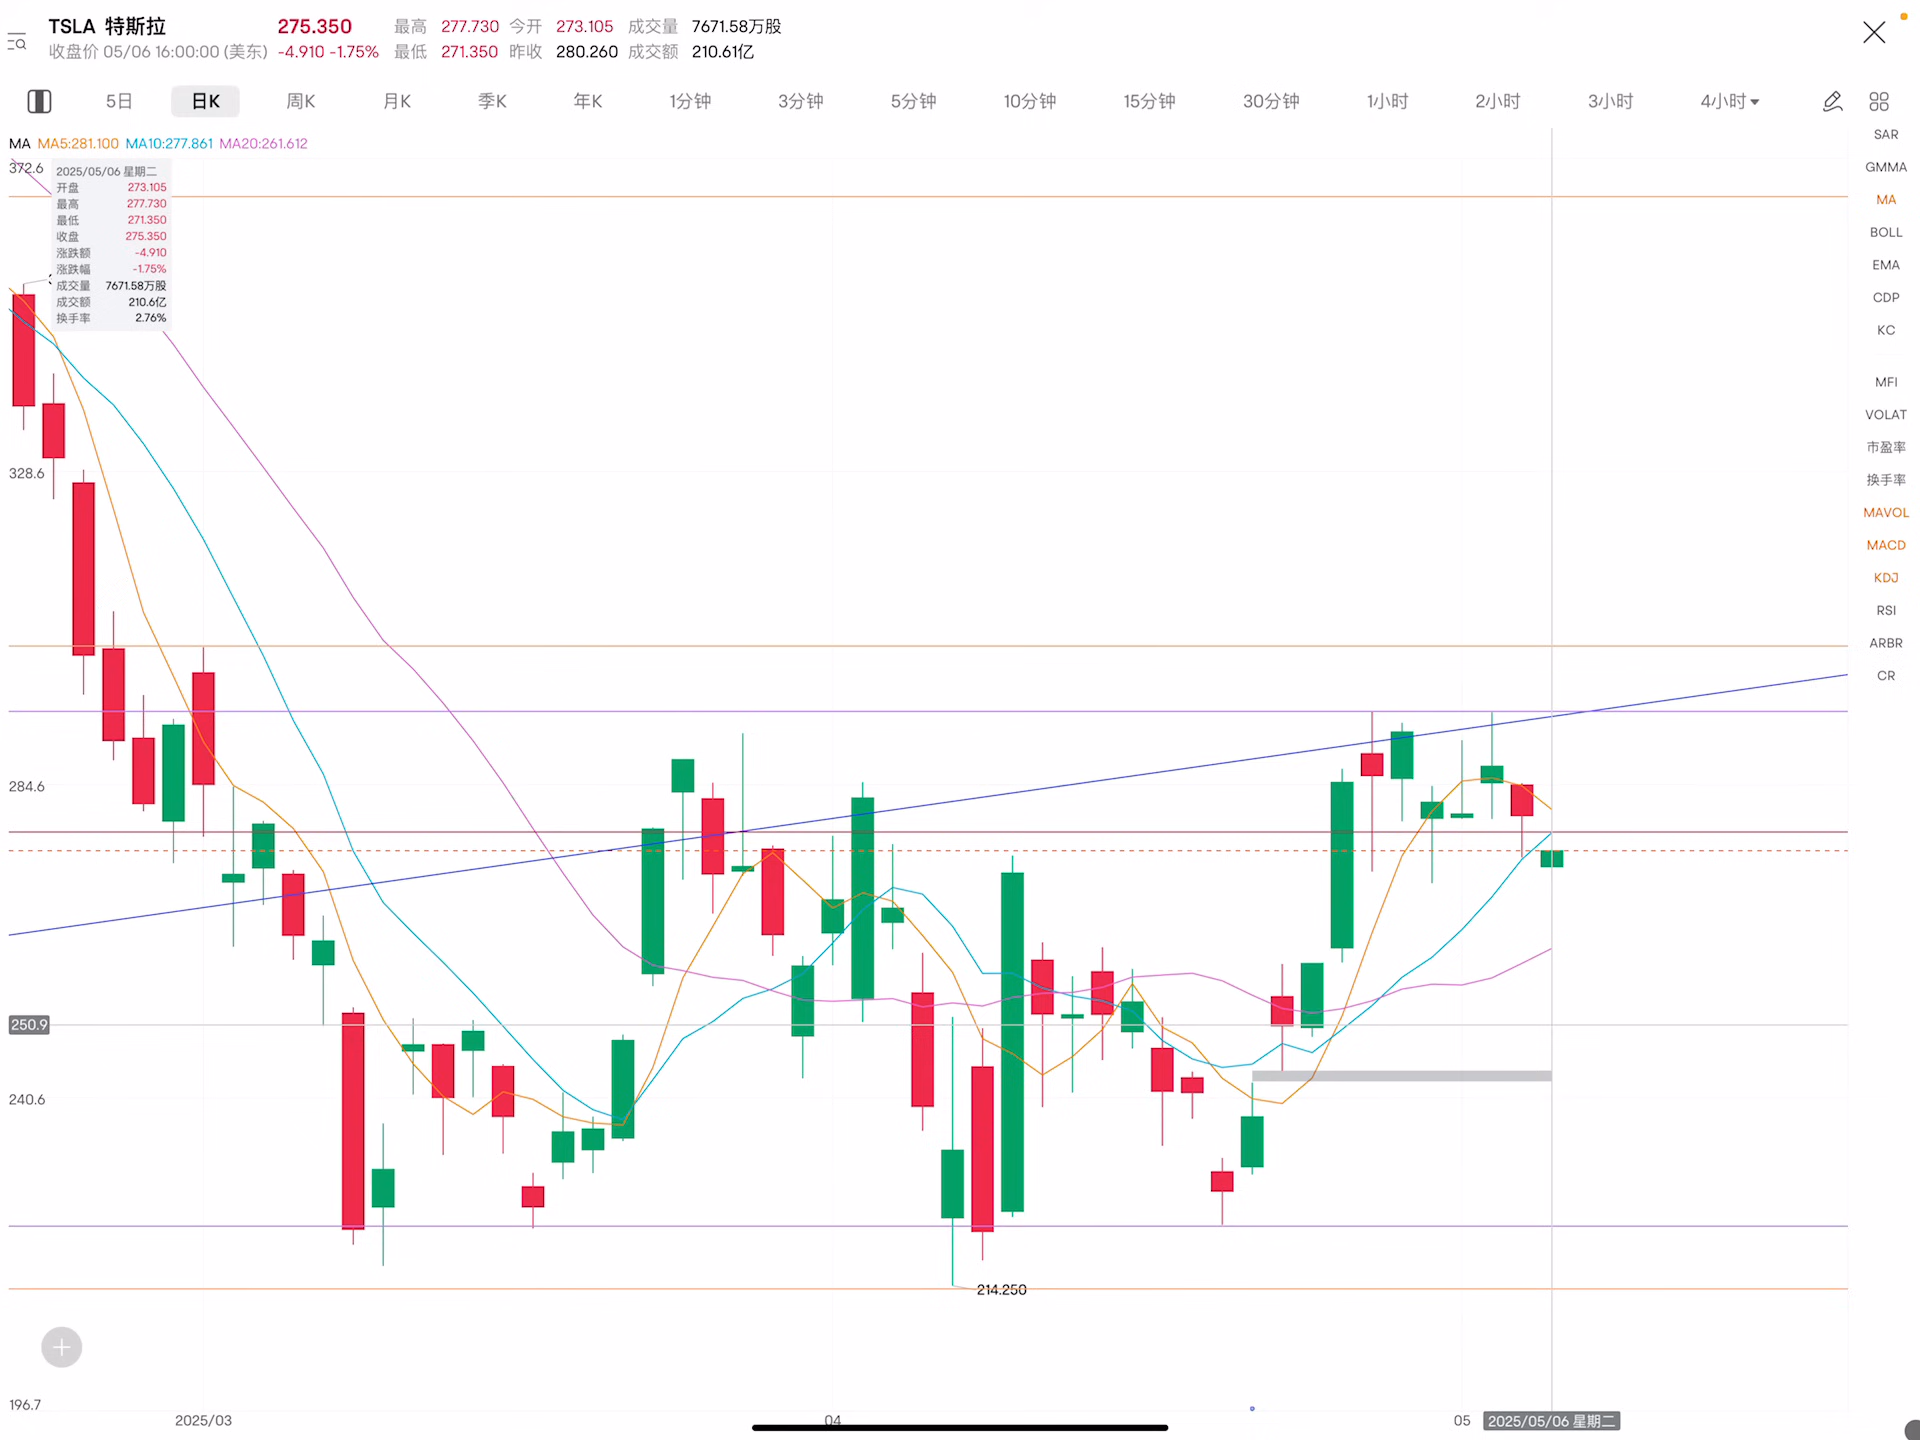 TSLA 特斯拉 275.350 最高 277.730 今开 273.105 成交量 7671.58万股
收盘价 05/06 16:00:00 (美东) -4.910 -1.75% 最低 271.350 昨收 280.260 成交额 210.61亿
5日 日K 周K 月K 季K 年K 1分钟 3分钟 5分钟 10分钟 15分钟 30分钟 1小时 2小时 3小时 4小时
MA MA5:281.100 MA10:277.861 MA20:261.612
372.6
2025/05/06 星期二
开盘 273.105
最高 277.730
最低 271.350
收盘 275.350
涨跌额 -4.910
涨跌幅 -1.75%
成交量 7671.58万股
成交额 210.6亿
换手率 2.76%
328.6
284.6
250.9
240.6
214.250
196.7
2025/03 04 05 2025/05/06 星期二
SAR
GMMA
MA
BOLL
EMA
CDP
KC
MFI
VOLAT
市盈率
换手率
MAVOL
MACD
KDJ
RSI
ARBR
CR